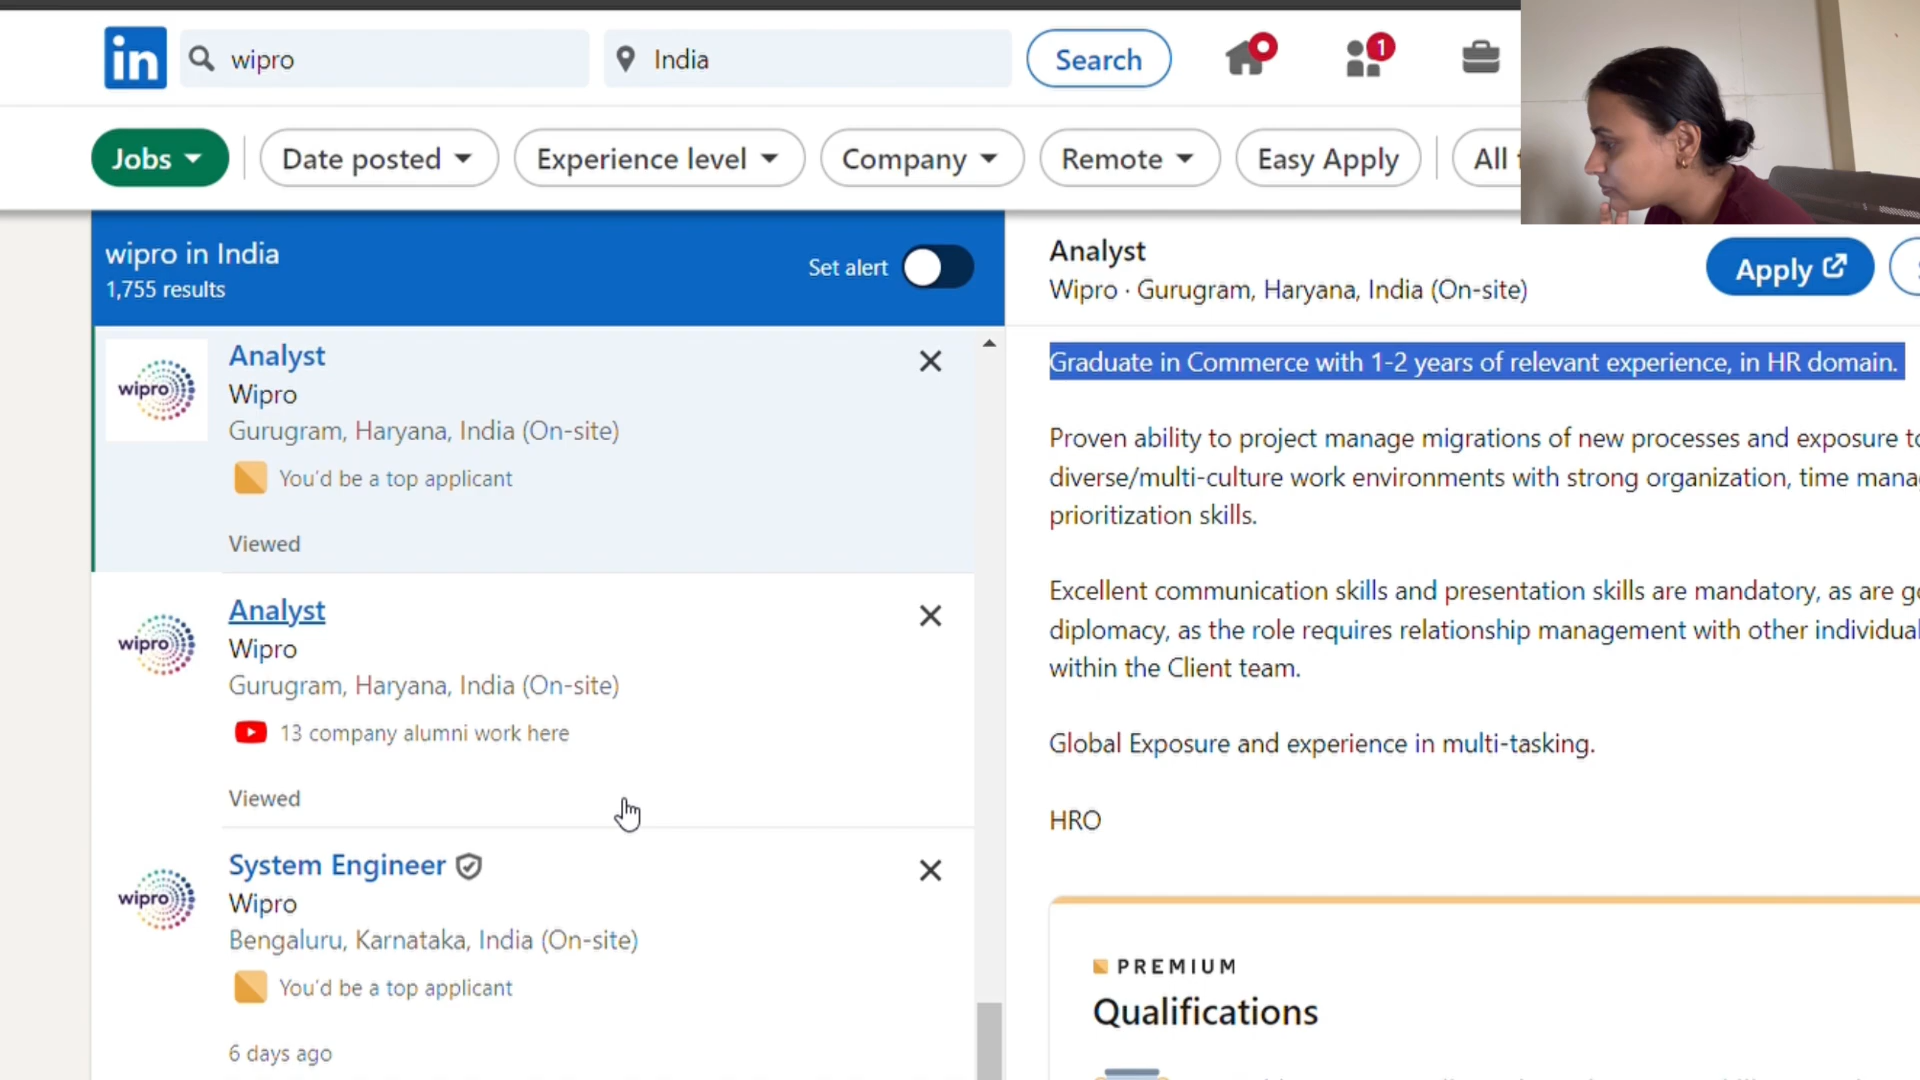 in wipro India Search 1
Jobs Date posted Experience level Company Remote Easy Apply All
wipro in India
1,755 results
Set alert
wipro
Analyst
Wipro
Gurugram, Haryana, India (On-site)
You'd be a top applicant
Viewed
wipro
Analyst
Wipro
Gurugram, Haryana, India (On-site)
13 company alumni work here
Viewed
wipro
System Engineer
Wipro
Bengaluru, Karnataka, India (On-site)
You'd be a top applicant
6 days ago
Analyst
Wipro · Gurugram, Haryana, India (On-site)
Apply
Graduate in Commerce with 1-2 years of relevant experience, in HR domain.
Proven ability to project manage migrations of new processes and exposure
diverse/multi-culture work environments with strong organization, time
prioritization skills.
Excellent communication skills and presentation skills are mandatory, as are
diplomacy, as the role requires relationship management with other
within the Client team.
Global Exposure and experience in multi-tasking.
HRO
PREMIUM
Qualifications